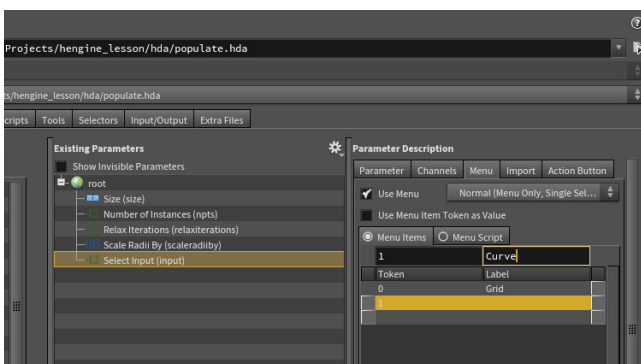 Projects/hengine_lesson/hda/populate.hda
ts/hengine_lesson/hda/populate.hda
cripts Tools Selectors Input/Output Extra Files
Existing Parameters
Show Invisible Parameters
root
Size (size)
Number of Instances (npts)
Relax Iterations (relaxiterations)
Scale Radii By (scaleradiiby)
42 Select Input (input)
Parameter Description
Parameter Channels Menu Import Action Button
Use Menu Normal (Menu Only, Single Sel...
Use Menu Item Token as Value
Menu Items Menu Script
1 Curve
Token Label
0 Grid
1